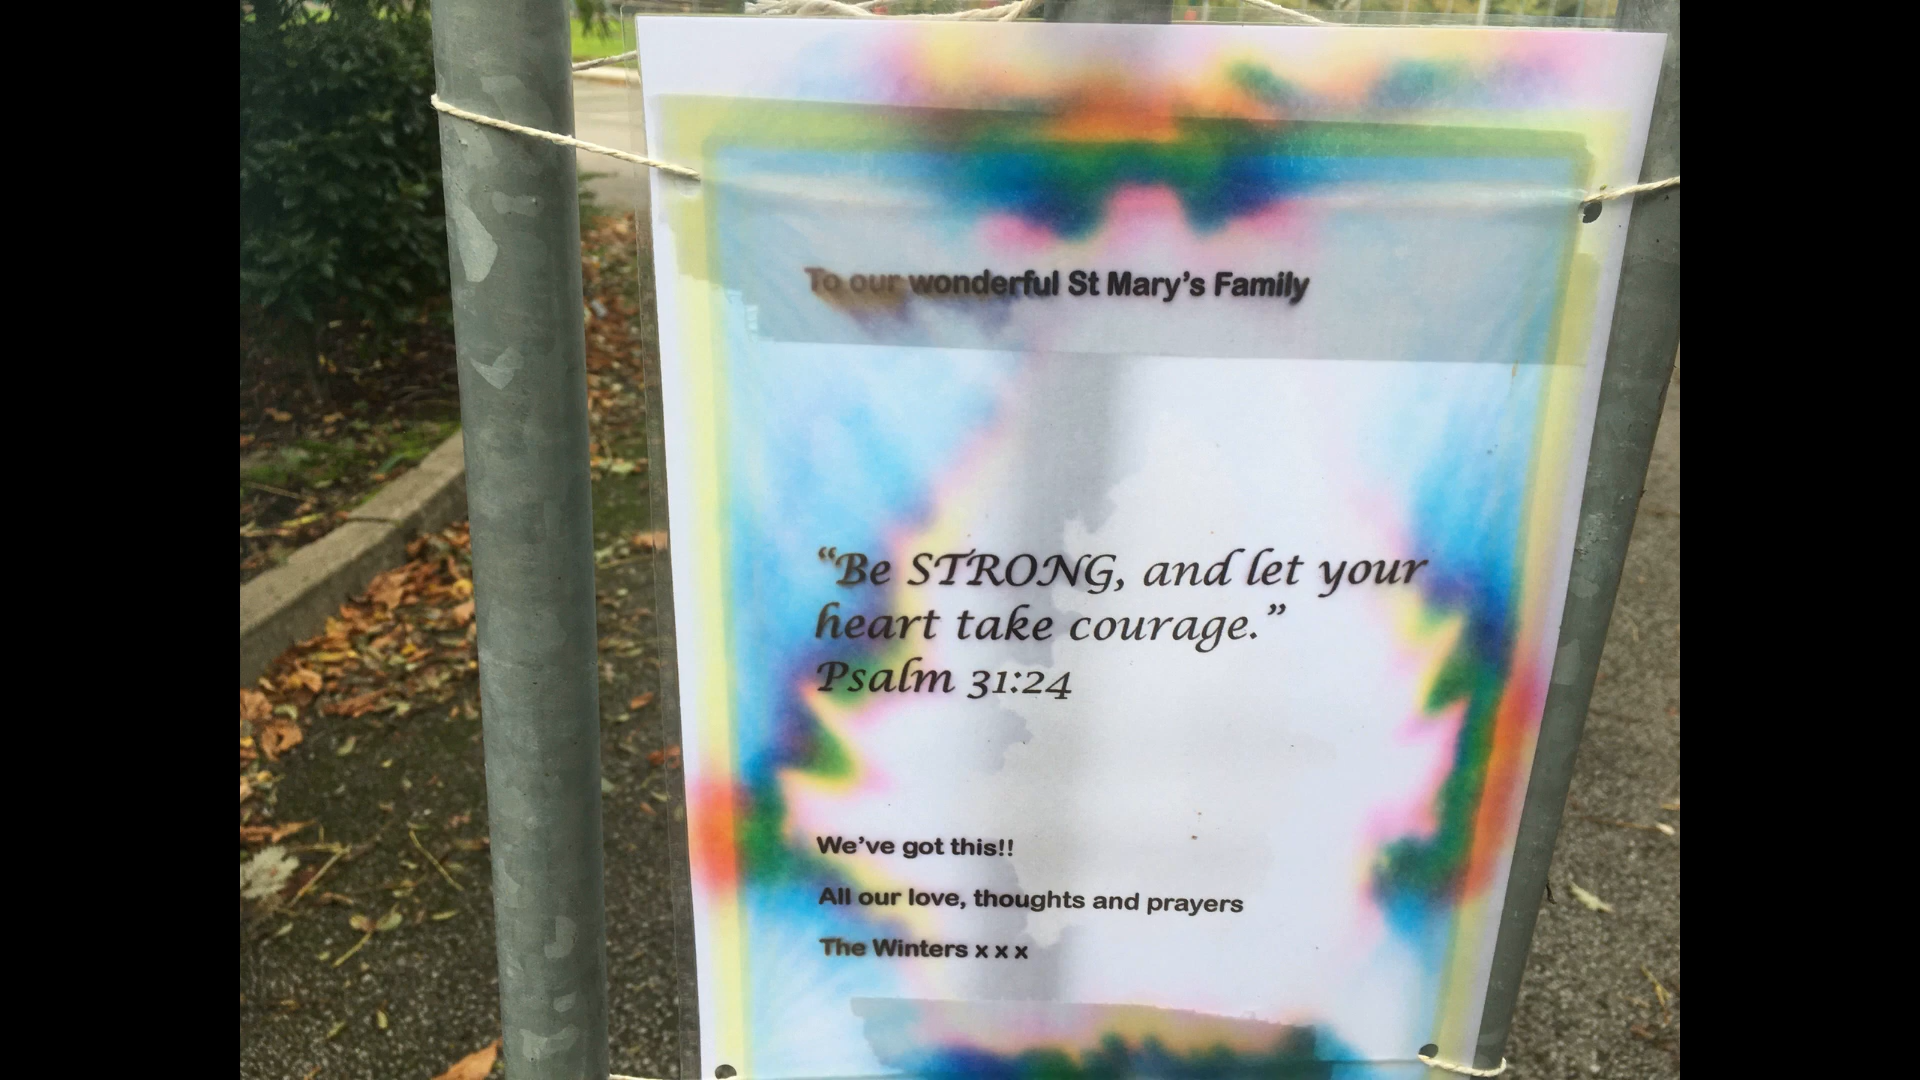 To our wonderful St Mary's Family
“Be STRONG, and let your
heart take courage.”
Psalm 31:24
We've got this!!
All our love, thoughts and prayers
The Winters x x x